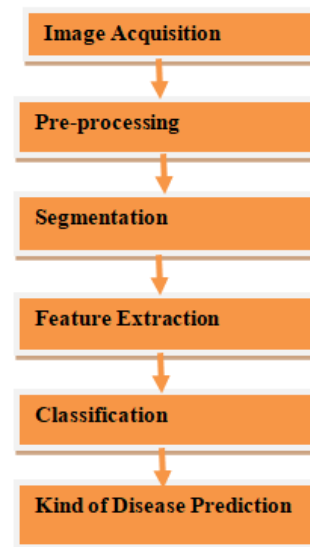 Image Acquisition
Pre-processing
Segmentation
Feature Extraction
Classification
Kind of Disease Prediction